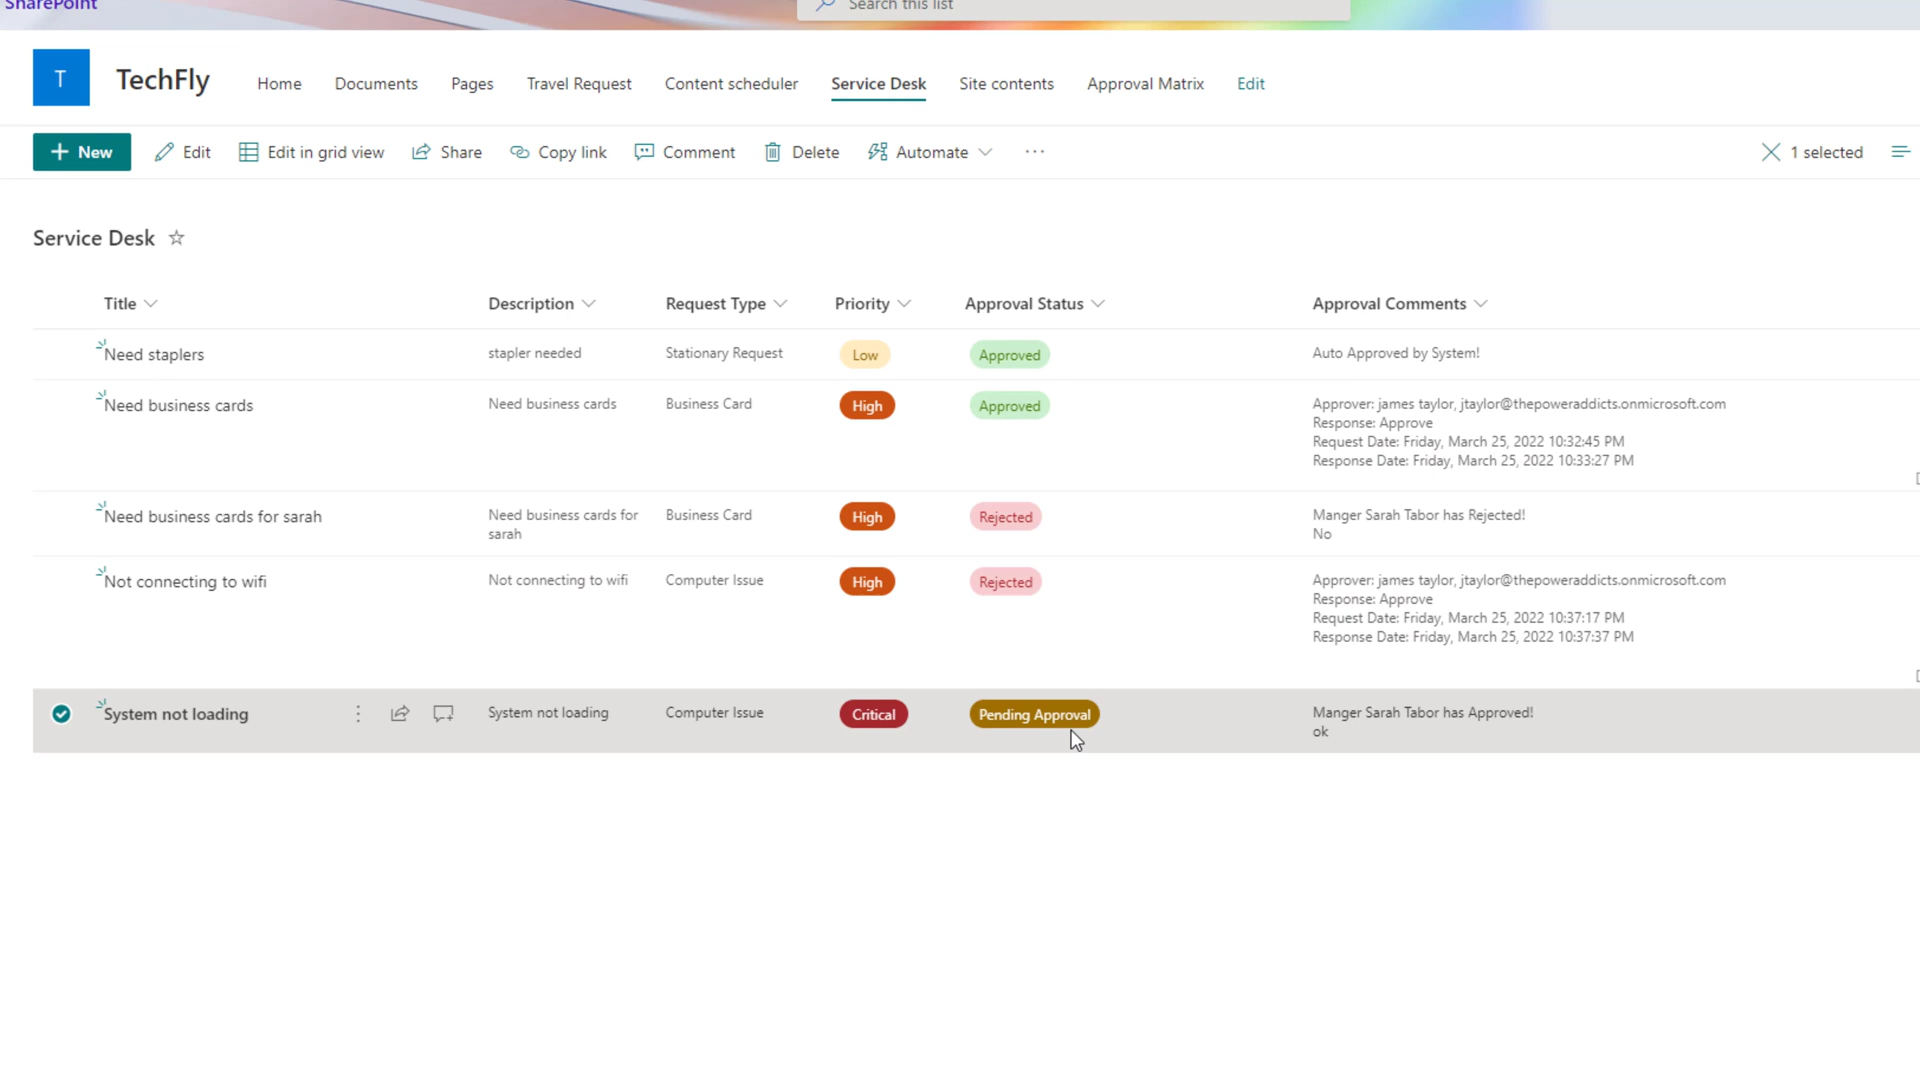 SharePoint
Search this list
T
TechFly
Home Documents Pages Travel Request Content scheduler Service Desk Site contents Approval Matrix Edit
+ New Edit Edit in grid view Share Copy link Comment Delete Automate ··· 1 selected
Service Desk
Title Description Request Type Priority Approval Status Approval Comments
Need staplers stapler needed Stationary Request Low Approved Auto Approved by System!
Need business cards Need business cards Business Card High Approved Approver: james taylor, jtaylor@thepoweraddicts.onmicrosoft.com
Response: Approve
Request Date: Friday, March 25, 2022 10:32:45 PM
Response Date: Friday, March 25, 2022 10:33:27 PM
Need business cards for sarah Need business cards for Business Card High Rejected Manger Sarah Tabor has Rejected!
sarah No
Not connecting to wifi Not connecting to wifi Computer Issue High Rejected Approver: james taylor, jtaylor@thepoweraddicts.onmicrosoft.com
Response: Approve
Request Date: Friday, March 25, 2022 10:37:17 PM
Response Date: Friday, March 25, 2022 10:37:37 PM
System not loading System not loading Computer Issue Critical Pending Approval Manger Sarah Tabor has Approved!
ok